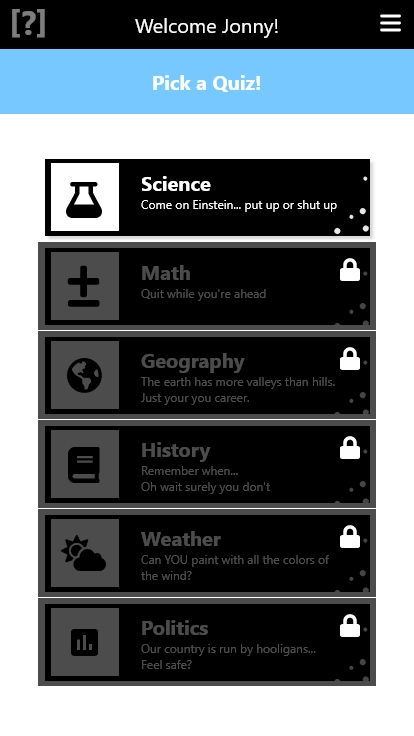 [?]
Welcome Jonny!
Pick a Quiz!
Science
Come on Einstein... put up or shut up
Math
Quit while you're ahead
Geography
The earth has more valleys than hills.
Just your you career.
History
Remember when...
Oh wait surely you don't
Weather
Can YOU paint with all the colors of
the wind?
Politics
Our country is run by hooligans...
Feel safe?